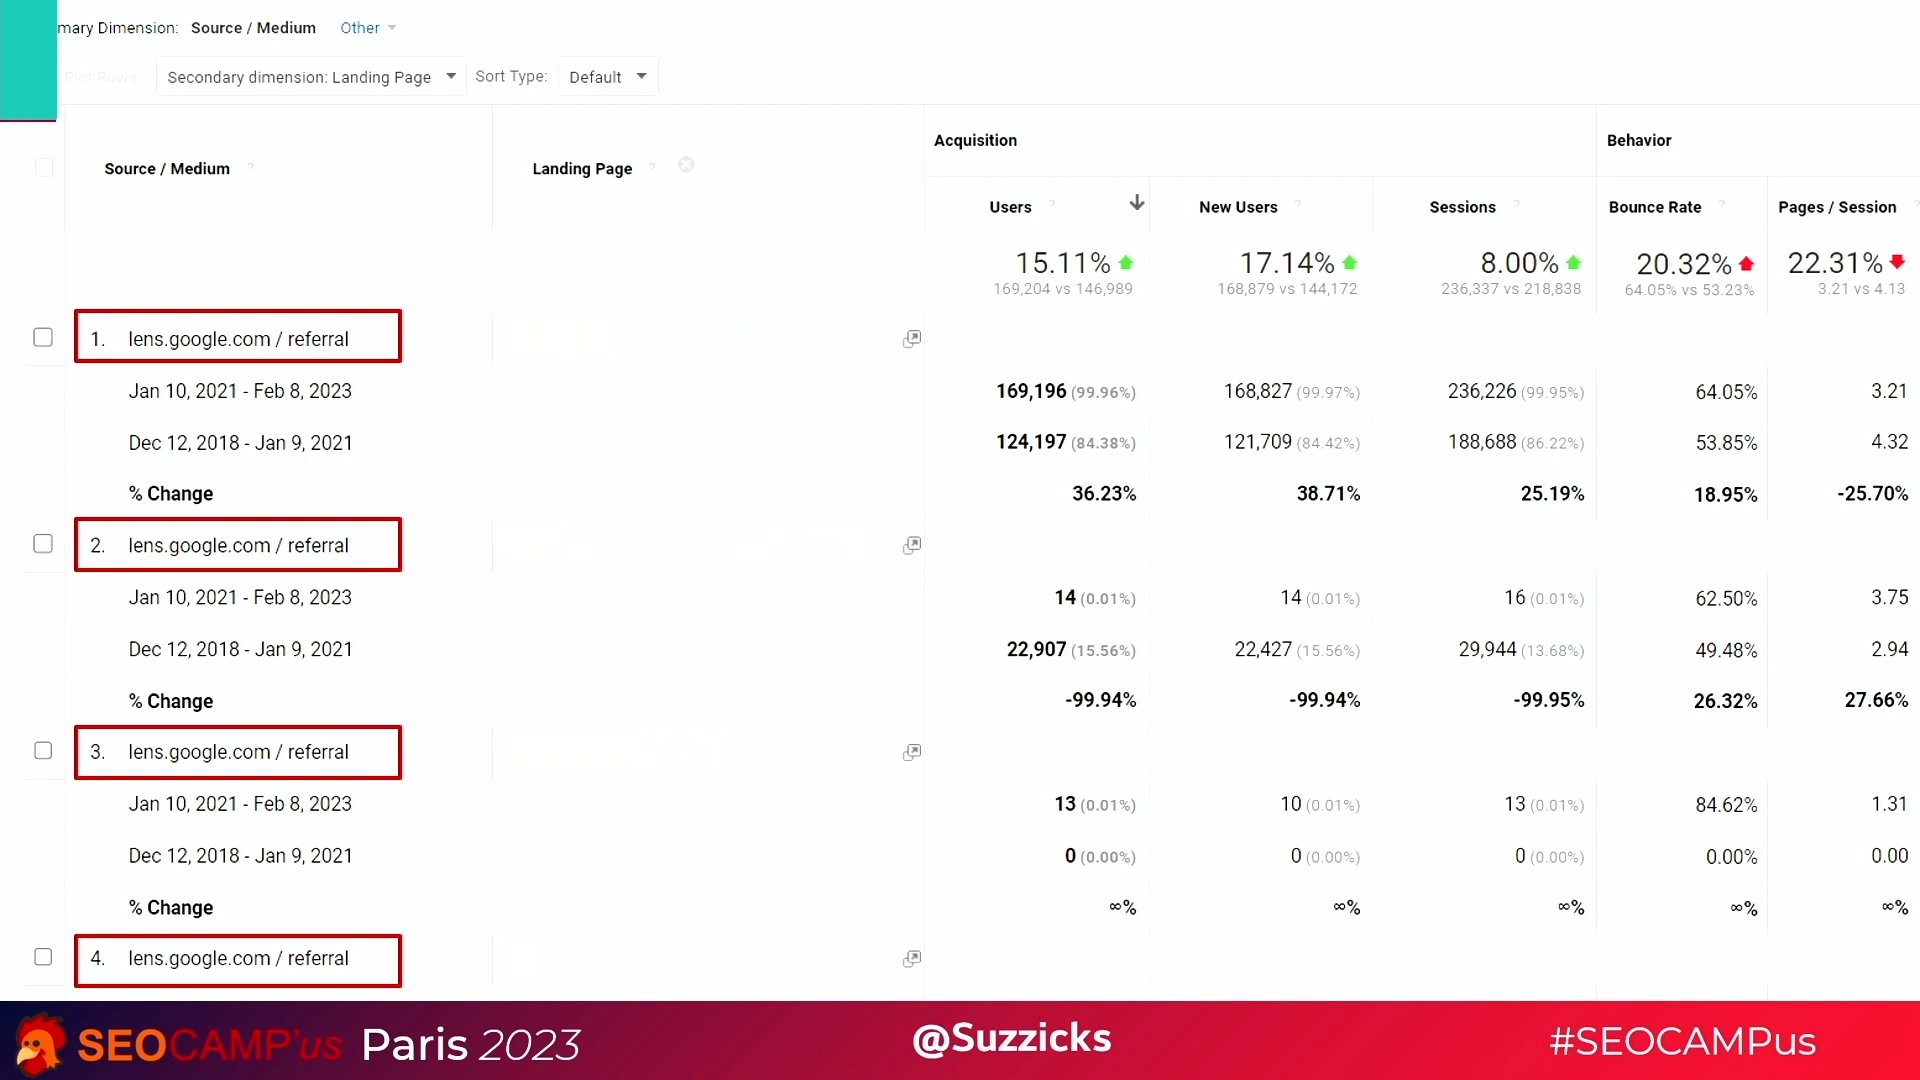 mary Dimension: Source / Medium Other
Plot Rows Secondary dimension: Landing Page Sort Type: Default
Acquisition Behavior
Source / Medium ? Landing Page ?
Users ? New Users ? Sessions ? Bounce Rate ? Pages / Session ?
15.11% 17.14% 8.00% 20.32% 22.31%
169,204 vs 146,989 168,879 vs 144,172 236,337 vs 218,838 64.05% vs 53.23% 3.21 vs 4.13
1. lens.google.com / referral
Jan 10, 2021 - Feb 8, 2023 169,196 (99.96%) 168,827 (99.97%) 236,226 (99.95%) 64.05% 3.21
Dec 12, 2018 - Jan 9, 2021 124,197 (84.38%) 121,709 (84.42%) 188,688 (86.22%) 53.85% 4.32
% Change 36.23% 38.71% 25.19% 18.95% -25.70%
2. lens.google.com / referral
Jan 10, 2021 - Feb 8, 2023 14 (0.01%) 14 (0.01%) 16 (0.01%) 62.50% 3.75
Dec 12, 2018 - Jan 9, 2021 22,907 (15.56%) 22,427 (15.56%) 29,944 (13.68%) 49.48% 2.94
% Change -99.94% -99.94% -99.95% 26.32% 27.66%
3. lens.google.com / referral
Jan 10, 2021 - Feb 8, 2023 13 (0.01%) 10 (0.01%) 13 (0.01%) 84.62% 1.31
Dec 12, 2018 - Jan 9, 2021 0 (0.00%) 0 (0.00%) 0 (0.00%) 0.00% 0.00
% Change ∞% ∞% ∞% ∞% ∞%
4. lens.google.com / referral
SEOCAMP'us Paris 2023 @Suzzicks #SEOCAMPus